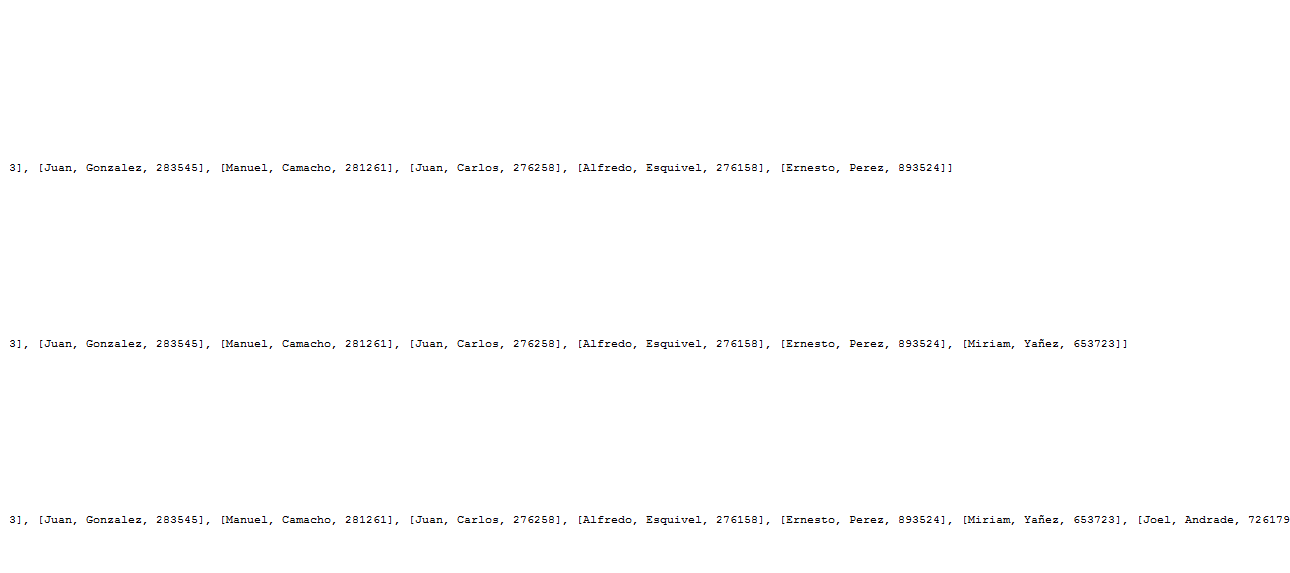 3], [Juan, Gonzalez, 283545], [Manuel, Camacho, 281261], [Juan, Carlos, 276258], [Alfredo, Esquivel, 276158], [Ernesto, Perez, 893524]]
3], [Juan, Gonzalez, 283545], [Manuel, Camacho, 281261], [Juan, Carlos, 276258], [Alfredo, Esquivel, 276158], [Ernesto, Perez, 893524], [Miriam, Yañez, 653723]]
3], [Juan, Gonzalez, 283545], [Manuel, Camacho, 281261], [Juan, Carlos, 276258], [Alfredo, Esquivel, 276158], [Ernesto, Perez, 893524], [Miriam, Yañez, 653723], [Joel, Andrade, 726179